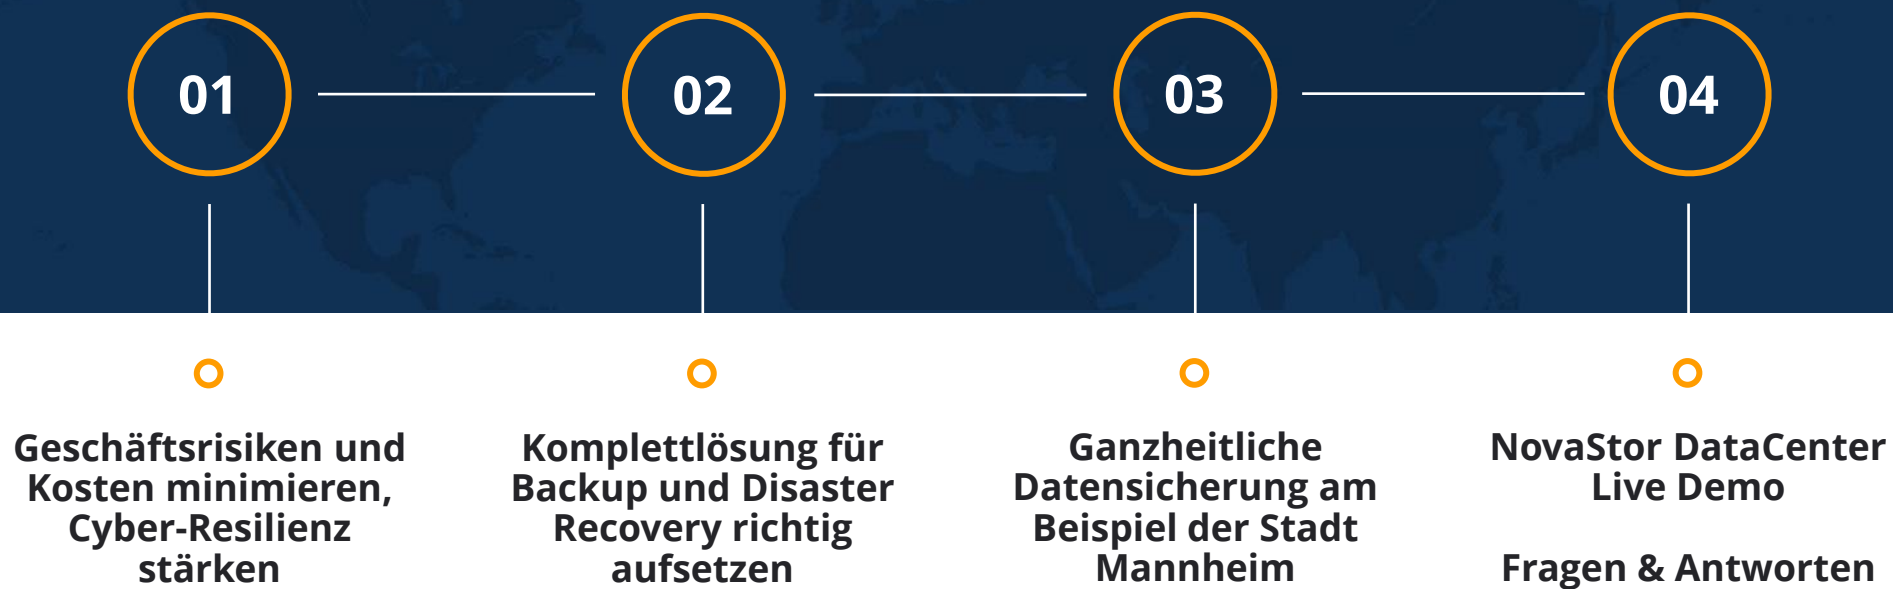 01
02
03
04
Geschäftsrisiken und
Kosten minimieren,
Cyber-Resilienz
stärken
Komplettlösung für
Backup und Disaster
Recovery richtig
aufsetzen
Ganzheitliche
Datensicherung am
Beispiel der Stadt
Mannheim
NovaStor DataCenter
Live Demo
Fragen & Antworten